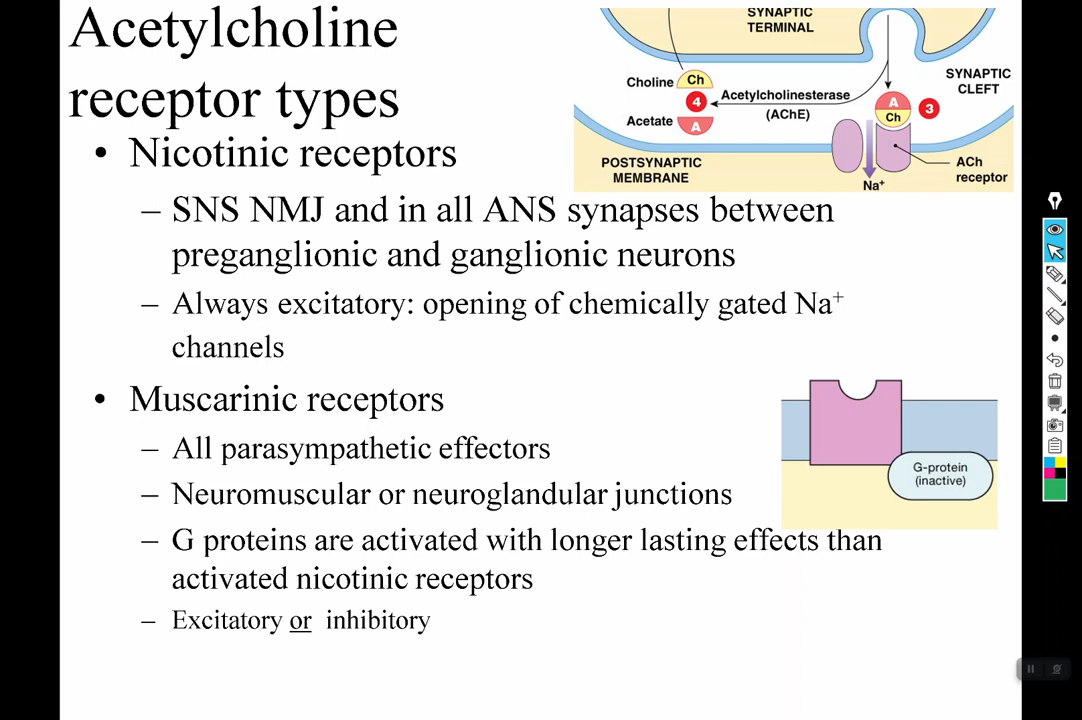 Acetylcholine
receptor types
• Nicotinic receptors
– SNS NMJ and in all ANS synapses between
preganglionic and ganglionic neurons
– Always excitatory: opening of chemically gated Na⁺
channels
• Muscarinic receptors
– All parasympathetic effectors
– Neuromuscular or neuroglandular junctions
– G proteins are activated with longer lasting effects than
activated nicotinic receptors
– Excitatory or inhibitory
SYNAPTIC
TERMINAL
Choline
Ch
4
Acetylcholinesterase
(AChE)
Acetate
A
SYNAPTIC
CLEFT
A
Ch
3
POSTSYNAPTIC
MEMBRANE
Na⁺
ACh
receptor
G-protein
(inactive)